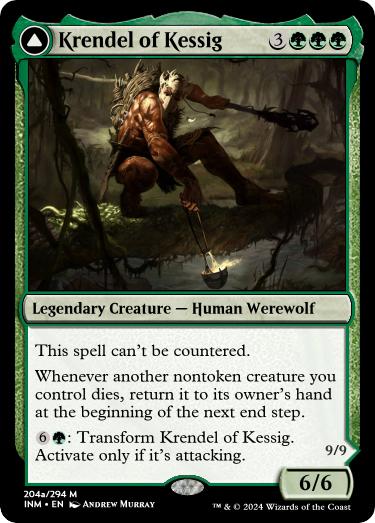 Krendel of Kessig 3
Legendary Creature — Human Werewolf
This spell can't be countered.
Whenever another nontoken creature you
control dies, return it to its owner's hand
at the beginning of the next end step.
6 : Transform Krendel of Kessig.
Activate only if it's attacking.
9/9
6/6
204a/294 M
INM • EN Andrew Murray
™ & © 2024 Wizards of the Coast